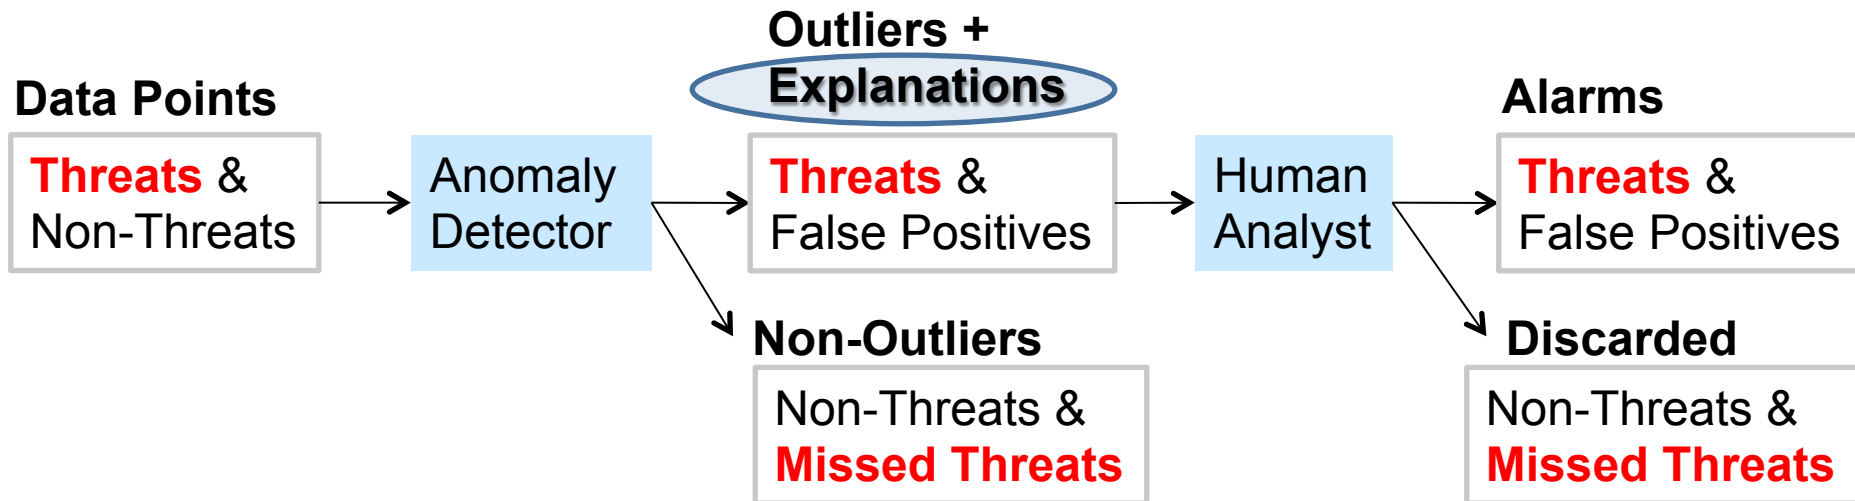 Data Points
Threats &
Non-Threats
Anomaly
Detector
Outliers +
Explanations
Threats &
False Positives
Non-Outliers
Non-Threats &
Missed Threats
Human
Analyst
Alarms
Threats &
False Positives
Discarded
Non-Threats &
Missed Threats